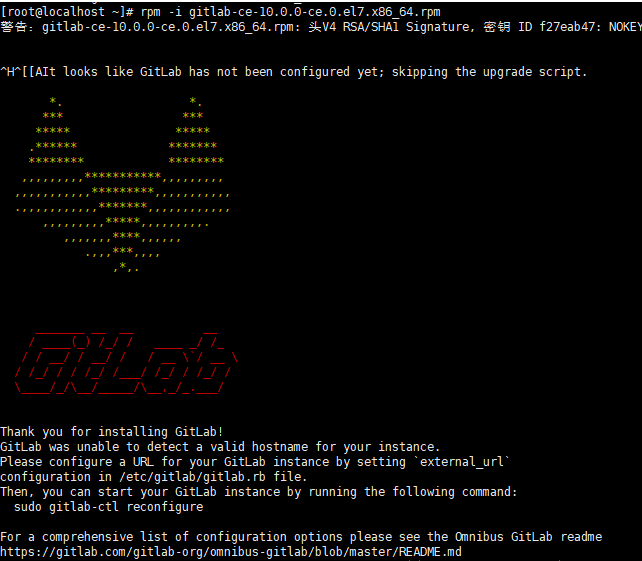 [root@localhost ~]# rpm -i gitlab-ce-10.0.0-ce.0.el7.x86_64.rpm
警告：gitlab-ce-10.0.0-ce.0.el7.x86_64.rpm: 头V4 RSA/SHA1 Signature, 密钥 ID f27eab47: NOKEY
^H^[[AIt looks like GitLab has not been configured yet; skipping the upgrade script.
GitLab
Thank you for installing GitLab!
GitLab was unable to detect a valid hostname for your instance.
Please configure a URL for your GitLab instance by setting `external_url`
configuration in /etc/gitlab/gitlab.rb file.
Then, you can start your GitLab instance by running the following command:
sudo gitlab-ctl reconfigure
For a comprehensive list of configuration options please see the Omnibus GitLab readme
https://gitlab.com/gitlab-org/omnibus-gitlab/blob/master/README.md